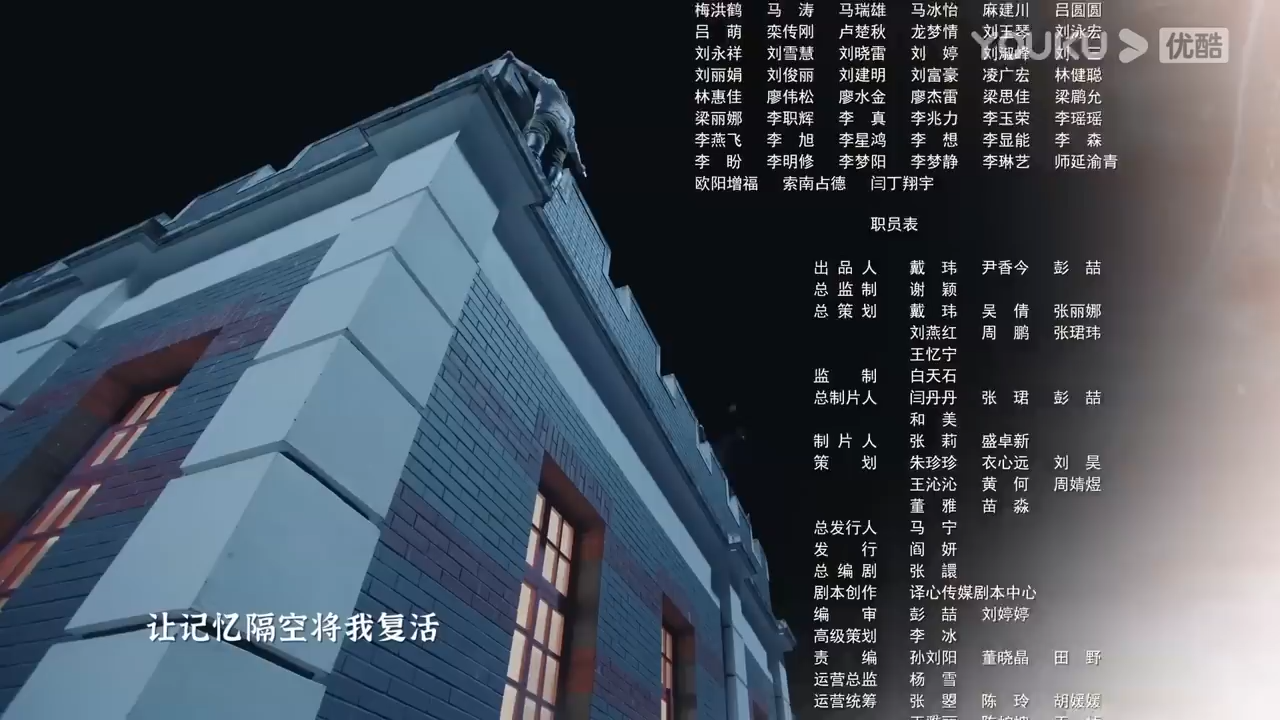 梅洪鹤 马 涛 马瑞雄 马冰怡 麻建川 吕圆圆
吕 萌 栾传刚 卢楚秋 龙梦情 刘玉琴 刘泳宏
YOUKU 优酷
刘永祥 刘雪慧 刘晓雷 刘 婷 刘淑峰 刘 三
刘丽娟 刘俊丽 刘建明 刘富豪 凌广宏 林健聪
林惠佳 廖伟松 廖水金 廖杰雷 梁思佳 梁鹛允
梁丽娜 李职辉 李 真 李兆力 李玉荣 李瑶瑶
李燕飞 李 旭 李星鸿 李 想 李显能 李 森
李 盼 李明修 李梦阳 李梦静 李琳艺 师延渝青
欧阳增福 索南占德 闫丁翔宇
职员表
出品人 戴 玮 尹香今 彭 喆
总监制 谢 颖
总策划 戴 玮 吴 倩 张丽娜
刘燕红 周 鹏 张珺玮
王忆宁
监 制 白天石
总制片人 闫丹丹 张 珺 彭 喆
和 美
制片人 张 莉 盛卓新
策 划 朱珍珍 衣心远 刘 昊
王沁沁 黄 何 周婧煜
董 雅 苗 淼
总发行人 马 宁
发 行 阎 妍
总编剧 张 譞
剧本创作 译心传媒剧本中心
编 审 彭 喆 刘婷婷
高级策划 李 冰
责 编 孙刘阳 董晓晶 田 野
让记忆隔空将我复活
运营总监 杨 雪
运营统筹 张 曌 陈 玲 胡媛媛